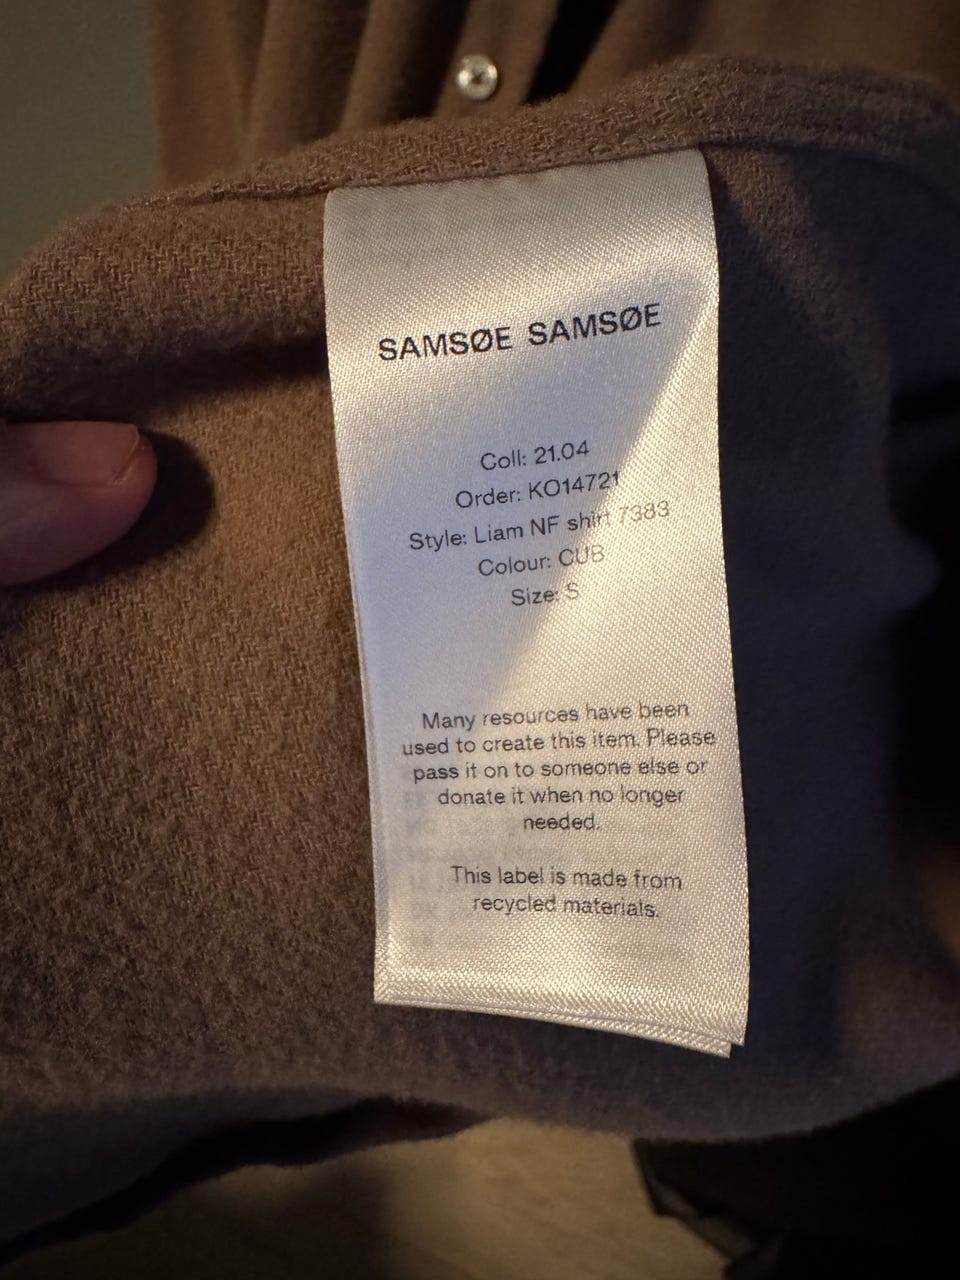 SAMSØE SAMSØE
Coll: 21.04
Order: KO14721
Style: Liam NF shirt 7383
Colour: CUB
Size: S
Many resources have been
used to create this item. Please
pass it on to someone else or
donate it when no longer
needed.
This label is made from
recycled materials.